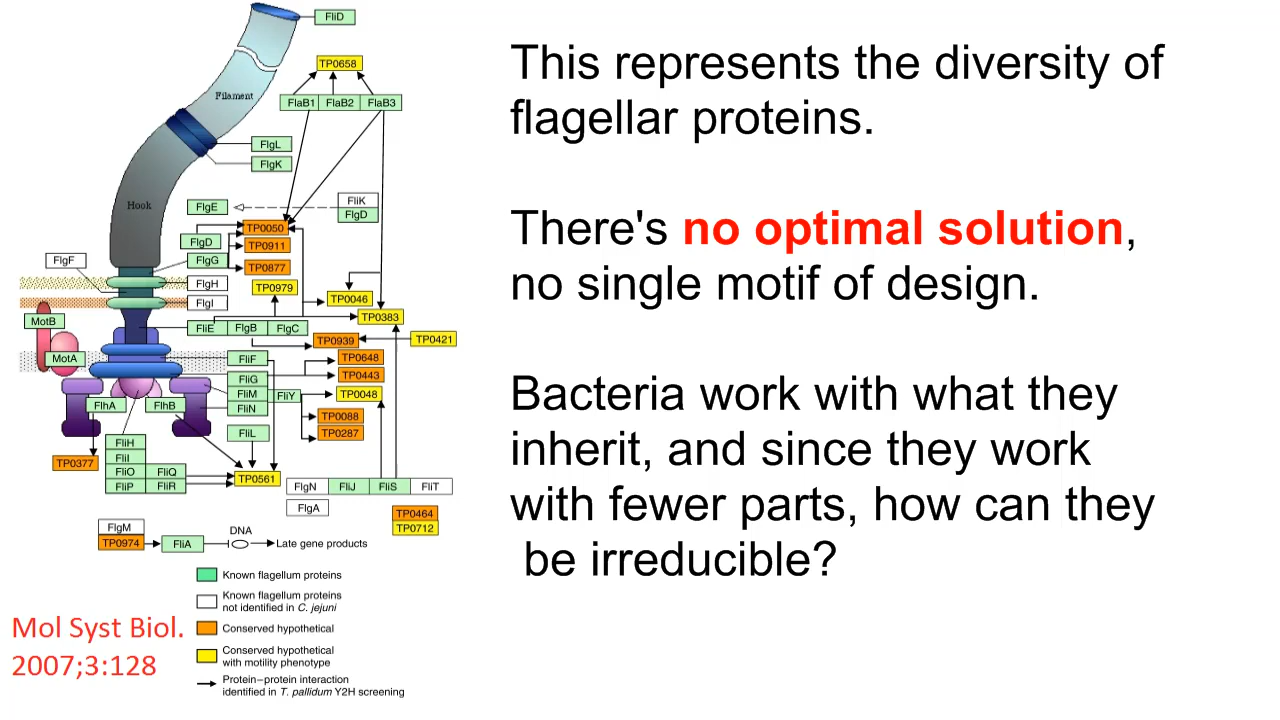 FliD
TP0658
Filament
FlaB1 FlaB2 FlaB3
FlgL
FlgK
Hook
FlgE
FliK
FlgD
TP0050
FlgD
TP0911
FlgG
FlgF
TP0877
FlgH
TP0979
FlgI
TP0046
MotB
TP0383
FliE FlgB FlgC
TP0939
TP0421
MotA
FliF
TP0648
FliG
TP0443
FliM FliY
TP0048
FliN
FlhA
FlhB
TP0088
FliL
TP0287
FliH
FliI
TP0377
FliO FliQ
FliP FliR
TP0561
FlgN FliJ FliS FliT
FlgA
TP0464
TP0712
FlgM
TP0974
FliA
DNA
Late gene products
Known flagellum proteins
Known flagellum proteins
not identified in C. jejuni
Conserved hypothetical
Conserved hypothetical
with motility phenotype
Protein–protein interaction
identified in T. pallidum Y2H screening
Mol Syst Biol.
2007;3:128
This represents the diversity of
flagellar proteins.
There's no optimal solution,
no single motif of design.
Bacteria work with what they
inherit, and since they work
with fewer parts, how can they
be irreducible?